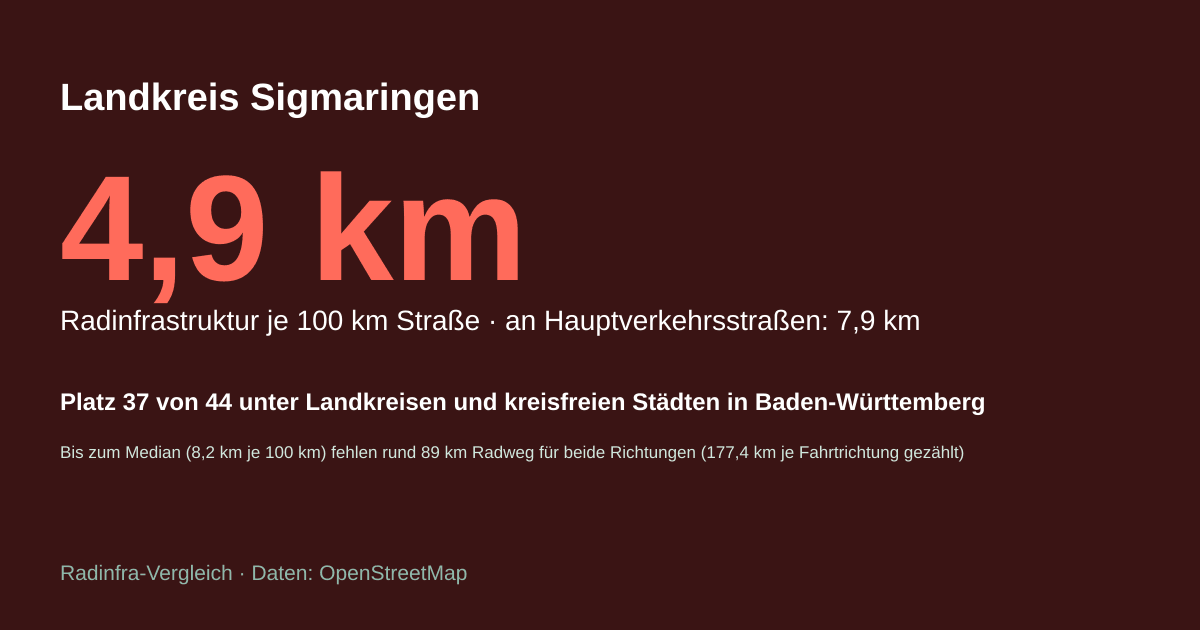 Landkreis Sigmaringen
4,9 km
Radinfrastruktur je 100 km Straße · an Hauptverkehrsstraßen: 7,9 km
Platz 37 von 44 unter Landkreisen und kreisfreien Städten in Baden-Württemberg
Bis zum Median (8,2 km je 100 km) fehlen rund 89 km Radweg für beide Richtungen (177,4 km je Fahrtrichtung gezählt)
Radinfra-Vergleich · Daten: OpenStreetMap